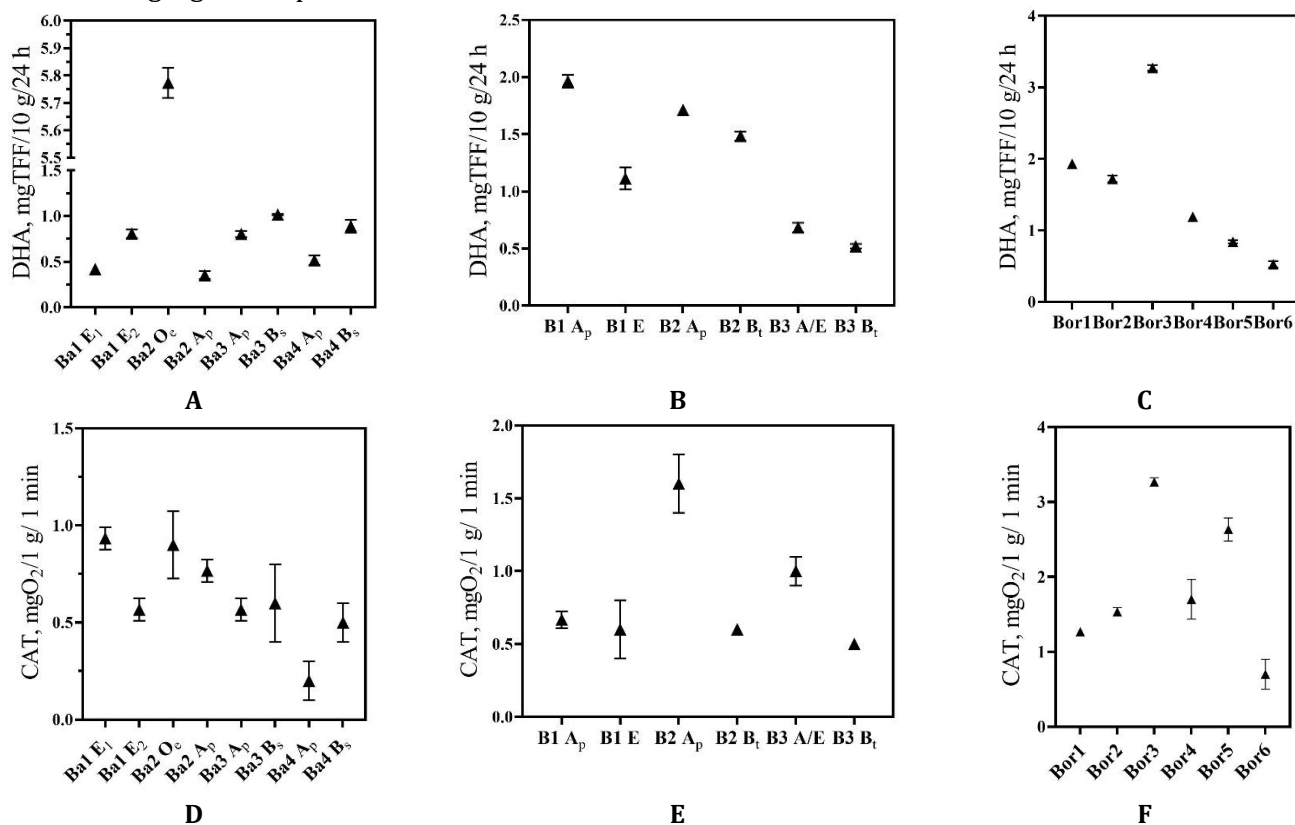 DHA, mgTFF/10 g/24 h
6.0
5.9
5.8
5.7
5.6
5.5
1.5
1.0
0.5
0.0
Ba1 E₁
Ba1 E₂
Ba2 Oₑ
Ba2 Aₚ
Ba3 Aₚ
Ba3 Bₛ
Ba4 Aₚ
Ba4 Bₛ
A
DHA, mgTFF/10 g/24 h
2.5
2.0
1.5
1.0
0.5
0.0
B1 Aₚ B1 E B2 Aₚ B2 Bₜ B3 A/E B3 Bₜ
B
DHA, mgTFF/10 g/24 h
4
3
2
1
0
Bor1 Bor2 Bor3 Bor4 Bor5 Bor6
C
CAT, mgO₂/1 g/ 1 min
1.5
1.0
0.5
0.0
Ba1 E₁
Ba1 E₂
Ba2 Oₑ
Ba2 Aₚ
Ba3 Aₚ
Ba3 Bₛ
Ba4 Aₚ
Ba4 Bₛ
D
CAT, mgO₂/1 g/ 1 min
2.0
1.5
1.0
0.5
0.0
B1 Aₚ B1 E B2 Aₚ B2 Bₜ B3 A/E B3 Bₜ
E
CAT, mgO₂/1 g/ 1 min
4
3
2
1
0
Bor1
Bor2
Bor3
Bor4
Bor5
Bor6
F